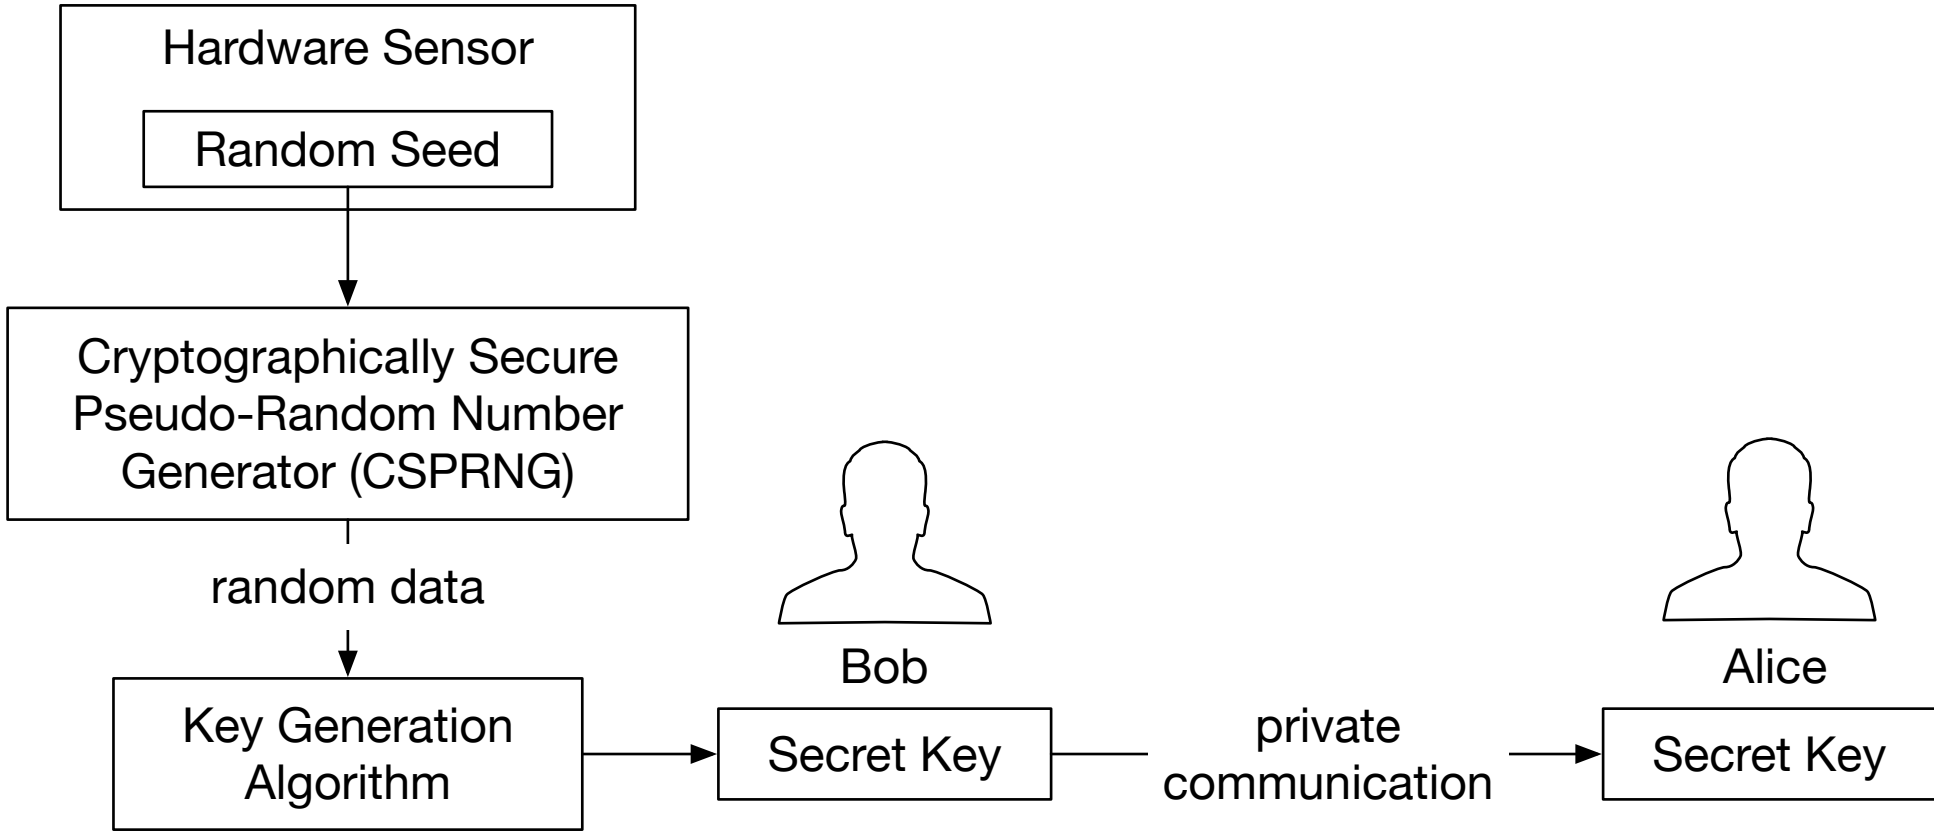 Hardware Sensor
Random Seed
Cryptographically Secure
Pseudo-Random Number
Generator (CSPRNG)
random data
Key Generation
Algorithm
Bob
Secret Key
private
communication
Alice
Secret Key